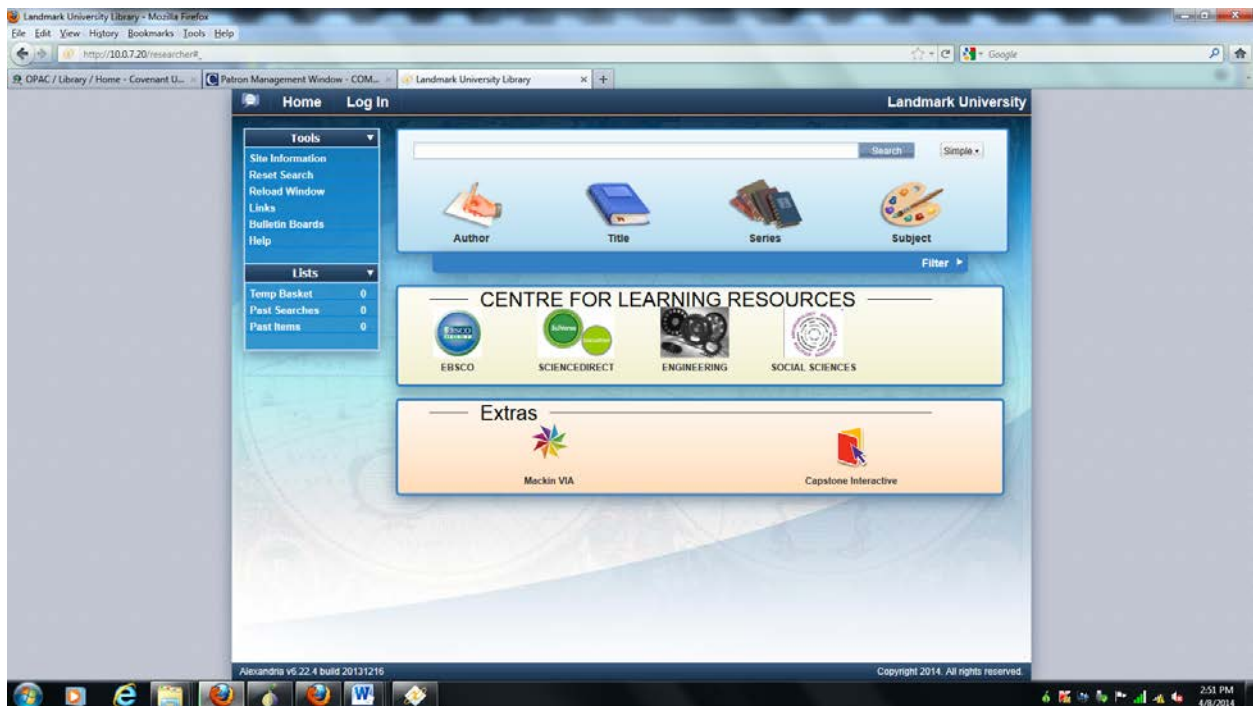 Landmark University Library - Mozilla Firefox
File Edit View History Bookmarks Tools Help
http://10.0.7.20/researcher#_
Google
OPAC / Library / Home - Covenant U...
Patron Management Window - COM...
Landmark University Library
Home Log In Landmark University
Tools
Site Information
Reset Search
Reload Window
Links
Bulletin Boards
Help
Lists
Temp Basket 0
Past Searches 0
Past Items 0
Search Simple
Author Title Series Subject
Filter
CENTRE FOR LEARNING RESOURCES
EBSCO SCIENCEDIRECT ENGINEERING SOCIAL SCIENCES
Extras
Mackin VIA Capstone Interactive
Alexandria v6.22.4 build 20131216 Copyright 2014. All rights reserved.
2:51 PM
4/8/2014